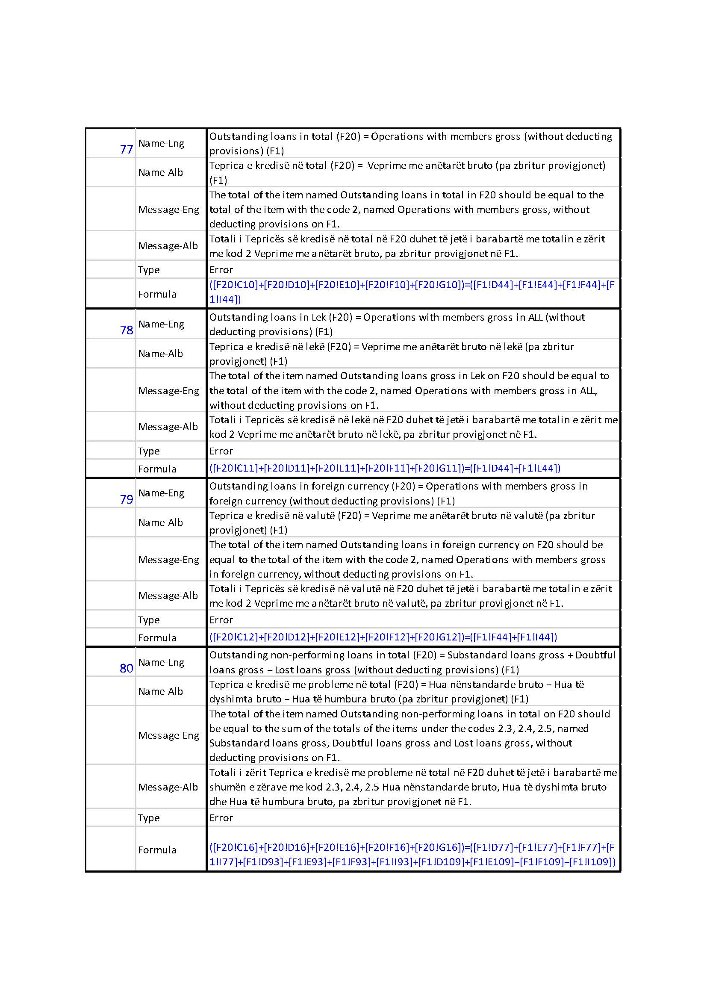 77 Name-Eng Outstanding loans in total (F20) = Operations with members gross (without deducting
provisions) (F1)
Name-Alb Teprica e kredisë në total (F20) =  Veprime me anëtarët bruto (pa zbritur provigjonet)
(F1)
Message-Eng The total of the item named Outstanding loans in total in F20 should be equal to the
total of the item with the code 2, named Operations with members gross, without
deducting provisions on F1.
Message-Alb Totali i Tepricës së kredisë në total në F20 duhet të jetë i barabartë me totalin e zërit
me kod 2 Veprime me anëtarët bruto, pa zbritur provigjonet në F1.
Type Error
Formula ([F20!C10]+[F20!D10]+[F20!E10]+[F20!F10]+[F20!G10])=([F1!D44]+[F1!E44]+[F1!F44]+[F
1!I44])
78 Name-Eng Outstanding loans in Lek (F20) = Operations with members gross in ALL (without
deducting provisions) (F1)
Name-Alb Teprica e kredisë në lekë (F20) = Veprime me anëtarët bruto në lekë (pa zbritur
provigjonet) (F1)
Message-Eng The total of the item named Outstanding loans gross in Lek on F20 should be equal to
the total of the item with the code 2, named Operations with members gross in ALL,
without deducting provisions on F1.
Message-Alb Totali i Tepricës së kredisë në lekë në F20 duhet të jetë i barabartë me totalin e zërit me
kod 2 Veprime me anëtarët bruto në lekë, pa zbritur provigjonet në F1.
Type Error
Formula ([F20!C11]+[F20!D11]+[F20!E11]+[F20!F11]+[F20!G11])=([F1!D44]+[F1!E44])
79 Name-Eng Outstanding loans in foreign currency (F20) = Operations with members gross in
foreign currency (without deducting provisions) (F1)
Name-Alb Teprica e kredisë në valutë (F20) = Veprime me anëtarët bruto në valutë (pa zbritur
provigjonet) (F1)
Message-Eng The total of the item named Outstanding loans in foreign currency on F20 should be
equal to the total of the item with the code 2, named Operations with members gross
in foreign currency, without deducting provisions on F1.
Message-Alb Totali i Tepricës së kredisë në valutë në F20 duhet të jetë i barabartë me totalin e zërit
me kod 2 Veprime me anëtarët bruto në valutë, pa zbritur provigjonet në F1.
Type Error
Formula ([F20!C12]+[F20!D12]+[F20!E12]+[F20!F12]+[F20!G12])=([F1!F44]+[F1!I44])
80 Name-Eng Outstanding non-performing loans in total (F20) = Substandard loans gross + Doubtful
loans gross + Lost loans gross (without deducting provisions) (F1)
Name-Alb Teprica e kredisë me probleme në total (F20) = Hua nënstandarde bruto + Hua të
dyshimta bruto + Hua të humbura bruto (pa zbritur provigjonet) (F1)
Message-Eng The total of the item named Outstanding non-performing loans in total on F20 should
be equal to the sum of the totals of the items under the codes 2.3, 2.4, 2.5, named
Substandard loans gross, Doubtful loans gross and Lost loans gross, without
deducting provisions on F1.
Message-Alb Totali i zërit Teprica e kredisë me probleme në total në F20 duhet të jetë i barabartë me
shumën e zërave me kod 2.3, 2.4, 2.5 Hua nënstandarde bruto, Hua të dyshimta bruto
dhe Hua të humbura bruto, pa zbritur provigjonet në F1.
Type Error
Formula ([F20!C16]+[F20!D16]+[F20!E16]+[F20!F16]+[F20!G16])=([F1!D77]+[F1!E77]+[F1!F77]+[F
1!I77]+[F1!D93]+[F1!E93]+[F1!F93]+[F1!I93]+[F1!D109]+[F1!E109]+[F1!F109]+[F1!I109])